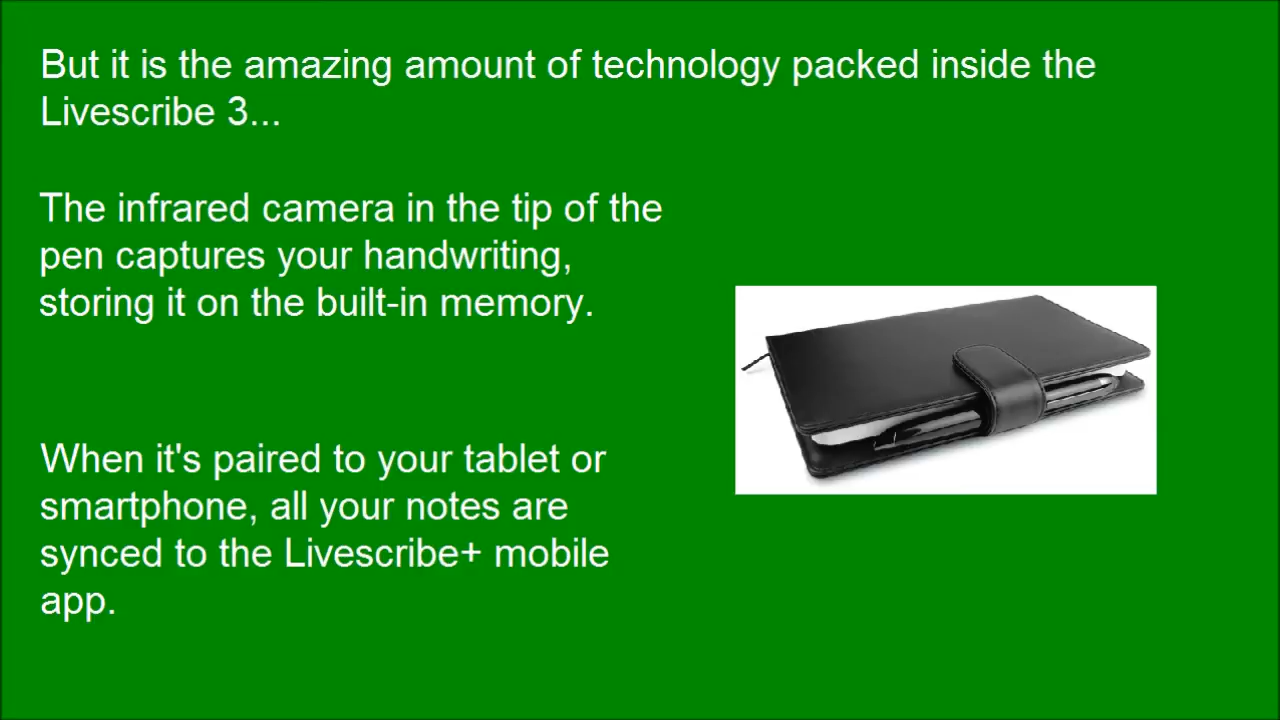 But it is the amazing amount of technology packed inside the
Livescribe 3...
The infrared camera in the tip of the
pen captures your handwriting,
storing it on the built-in memory.
When it's paired to your tablet or
smartphone, all your notes are
synced to the Livescribe+ mobile
app.